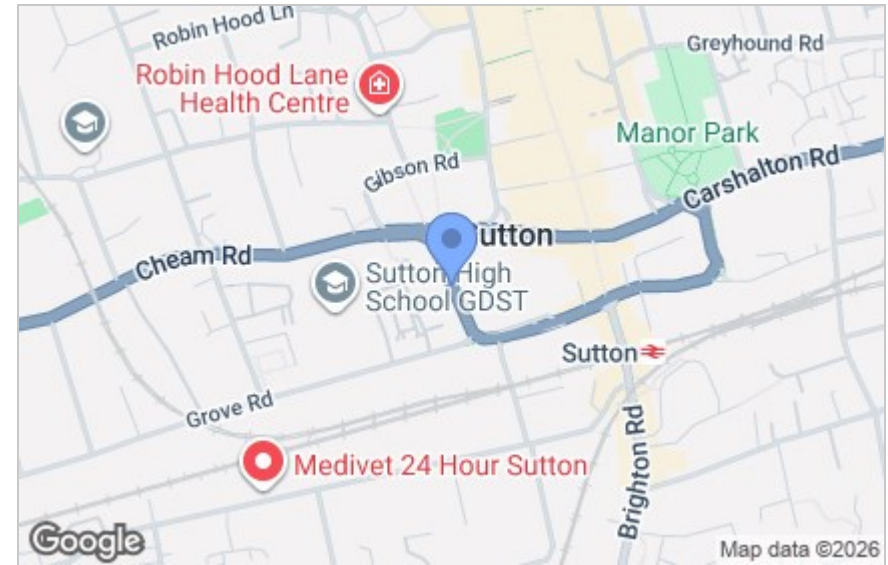 Robin Hood Ln
Greyhound Rd
Robin Hood Lane
Health Centre
Manor Park
Gibson Rd
Carshalton Rd
utton
Cheam Rd
Sutton High
School GDST
Sutton
Grove Rd
Medivet 24 Hour Sutton
Brighton Rd
Google
Map data ©2026